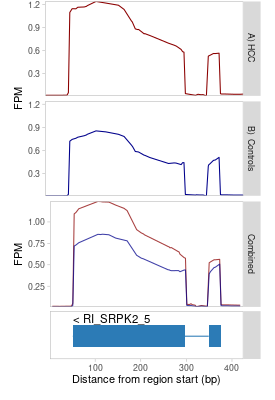 1.2
0.9
0.6
0.3
A) HCC
FPM
1.2
0.9
0.6
0.3
B) Controls
1.00
0.75
0.50
0.25
FPM
Combined
< RI_SRPK2_5
100
200
300
400
Distance from region start (bp)